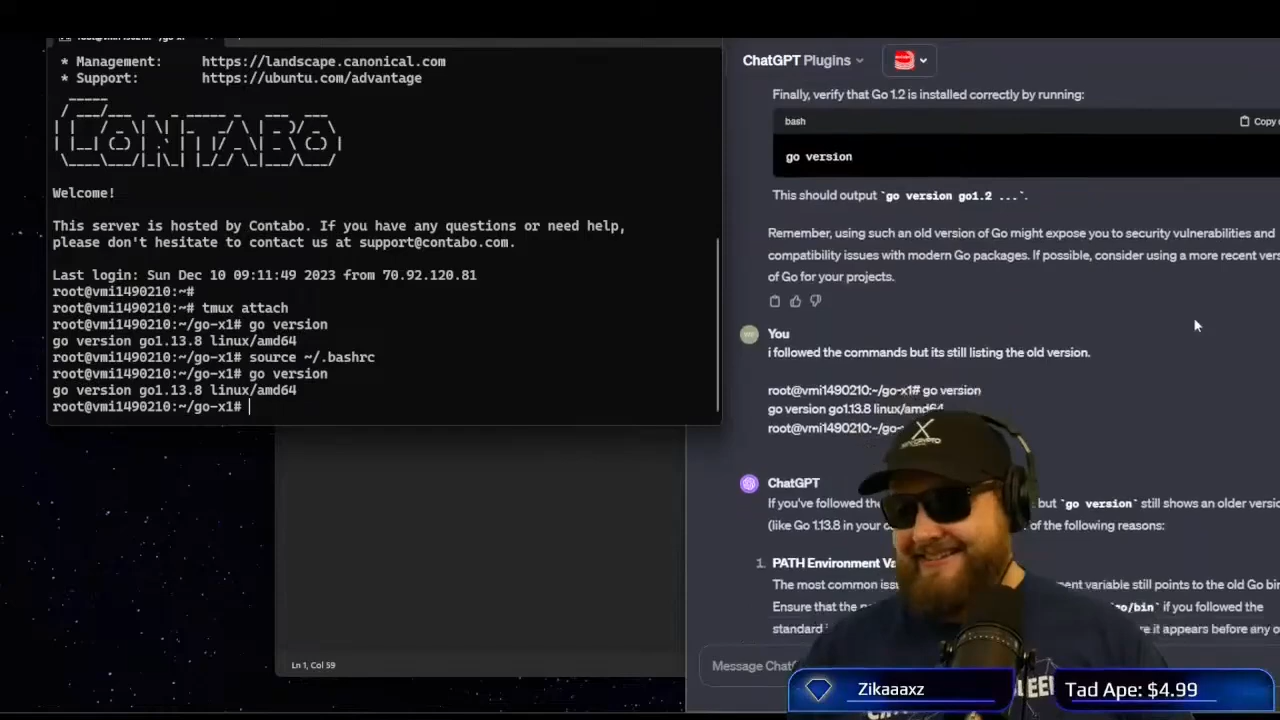 * Management: https://landscape.canonical.com
* Support: https://ubuntu.com/advantage
CONTABO
Welcome!
This server is hosted by Contabo. If you have any questions or need help,
please don't hesitate to contact us at support@contabo.com.
Last login: Sun Dec 10 09:11:49 2023 from 70.92.120.81
root@vmi1490210:~#
root@vmi1490210:~# tmux attach
root@vmi1490210:~/go-x1# go version
go version go1.13.8 linux/amd64
root@vmi1490210:~/go-x1# source ~/.bashrc
root@vmi1490210:~/go-x1# go version
go version go1.13.8 linux/amd64
root@vmi1490210:~/go-x1#
Ln 1, Col 59
ChatGPT Plugins
Finally, verify that Go 1.2 is installed correctly by running:
bash
Copy
go version
This should output `go version go1.2 ...`.
Remember, using such an old version of Go might expose you to security vulnerabilities and
compatibility issues with modern Go packages. If possible, consider using a more recent
of Go for your projects.
You
i followed the commands but its still listing the old version.
root@vmi1490210:~/go-x1# go version
go version go1.13.8 linux/amd64
root@vmi1490210:~/go-
ChatGPT
If you've followed the but `go version` still shows an older
(like Go 1.13.8 in your of the following reasons:
1. PATH Environment
The most common variable still points to the old Go
Ensure that the go/bin` if you followed the
standard it appears before any
Message
X
Zikaaaxz
Tad Ape: $4.99